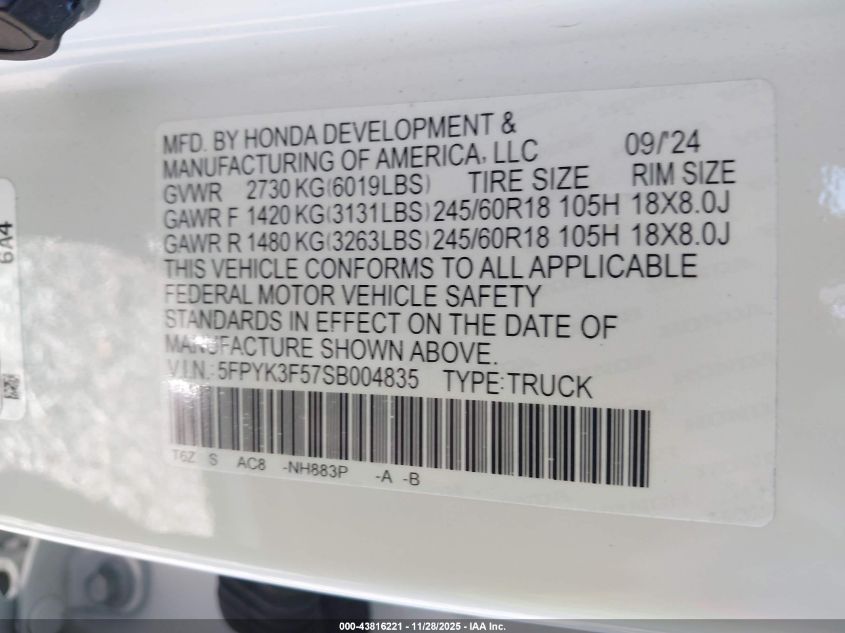 MFD. BY HONDA DEVELOPMENT &
MANUFACTURING OF AMERICA, LLC 09/'24
GVWR 2730 KG(6019LBS) TIRE SIZE RIM SIZE
GAWR F 1420 KG(3131LBS) 245/60R18 105H 18X8.0J
GAWR R 1480 KG(3263LBS) 245/60R18 105H 18X8.0J
THIS VEHICLE CONFORMS TO ALL APPLICABLE
FEDERAL MOTOR VEHICLE SAFETY
STANDARDS IN EFFECT ON THE DATE OF
MANUFACTURE SHOWN ABOVE.
V.I.N.: 5FPYK3F57SB004835 TYPE:TRUCK
T6Z S AC8 -NH883P -A -B
6A4
000-43816221 - 11/28/2025 - IAA Inc.